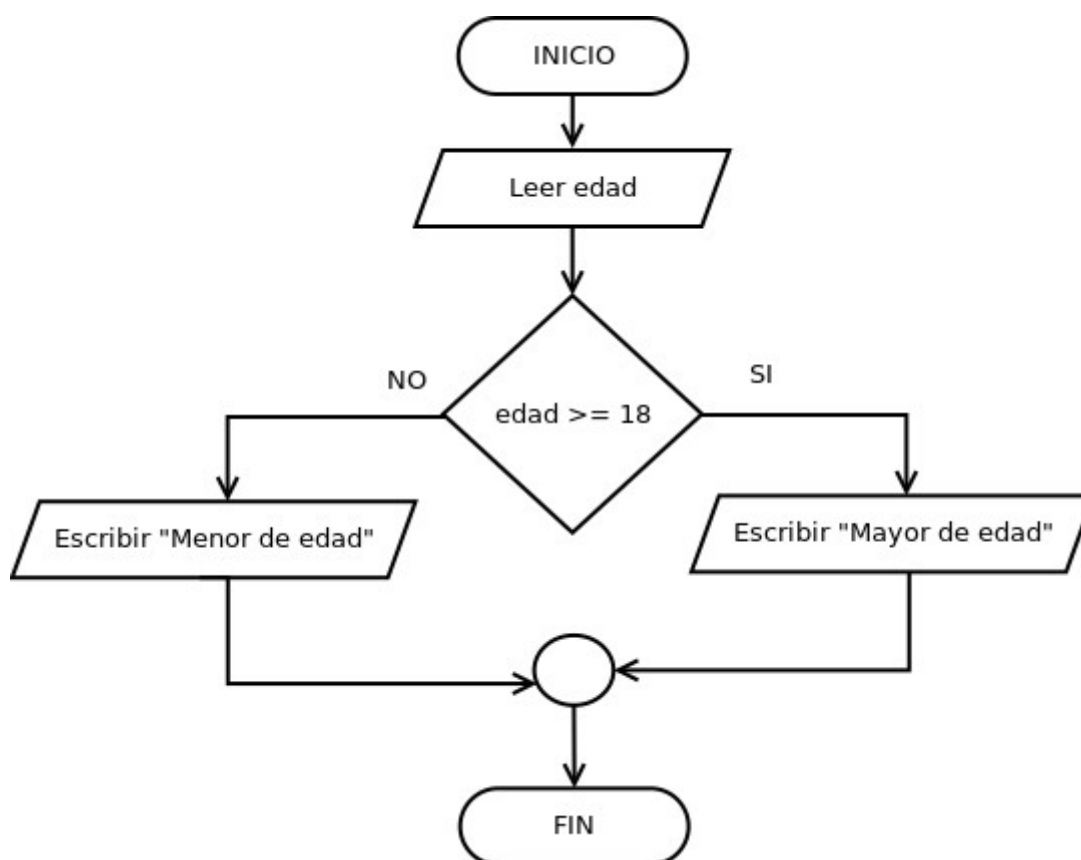 INICIO
Leer edad
NO
SI
edad >= 18
Escribir "Menor de edad"
Escribir "Mayor de edad"
FIN